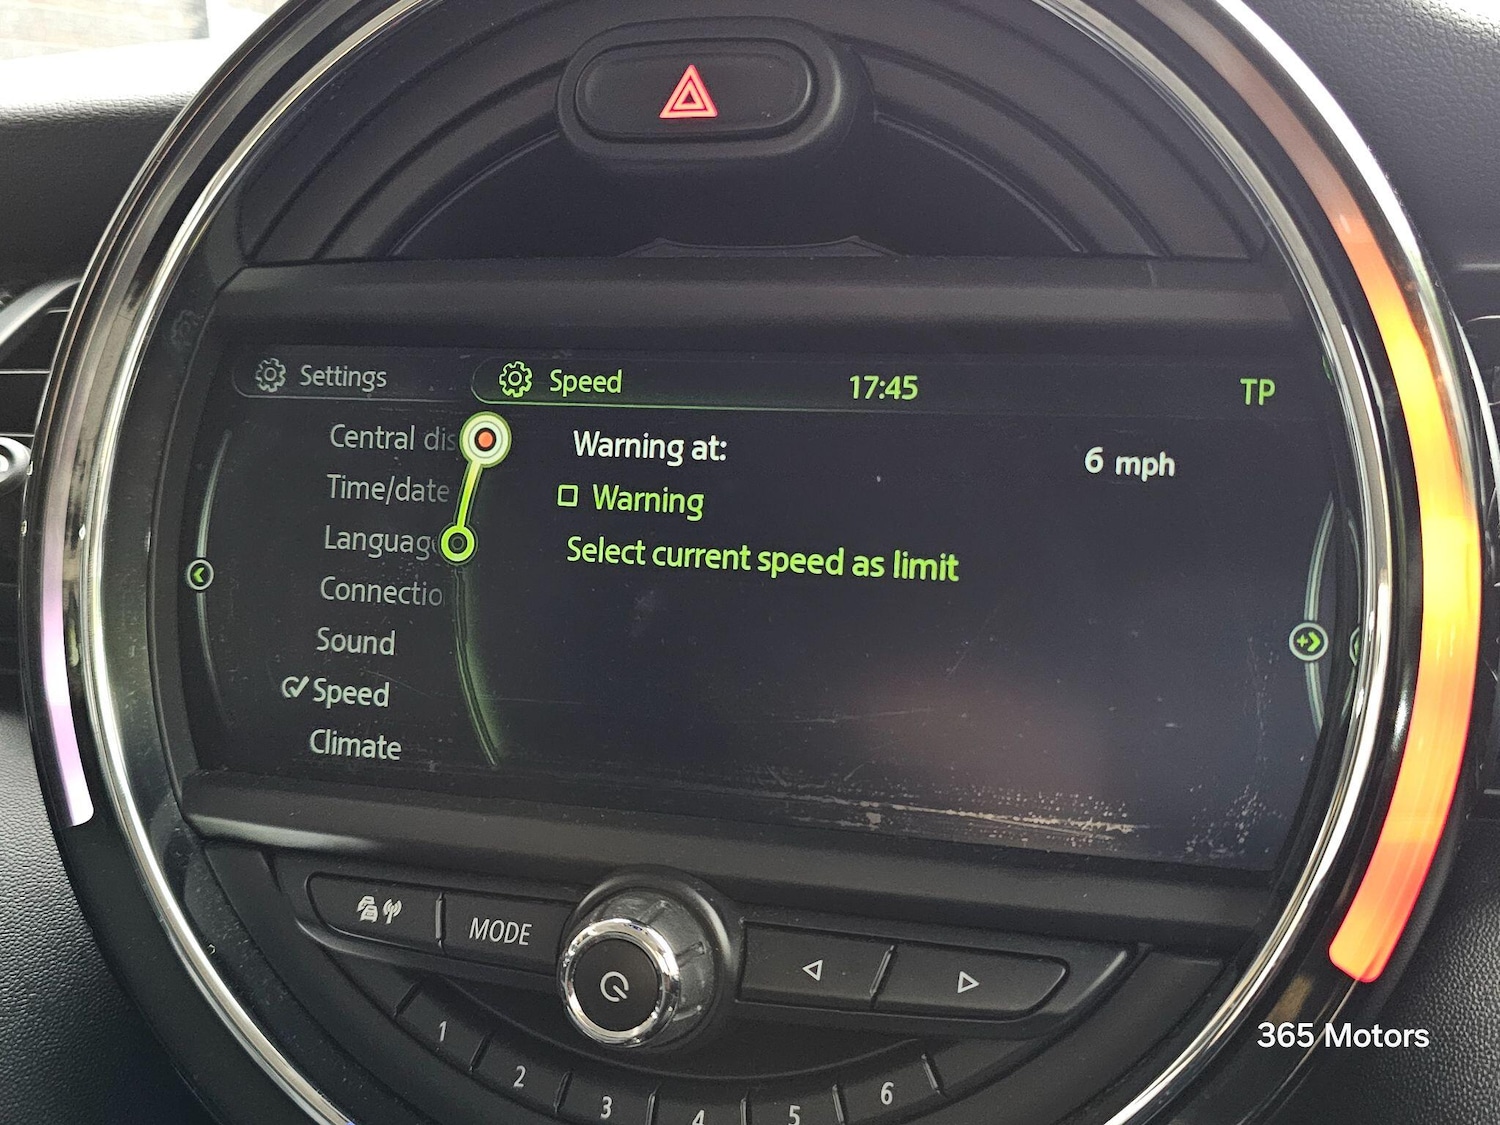 Settings
Speed 17:45 TP
Central dis
Time/date
Languag
Connectio
Sound
Speed
Climate
Warning at: 6 mph
Warning
Select current speed as limit
MODE
1
2
3
4
5
6
365 Motors